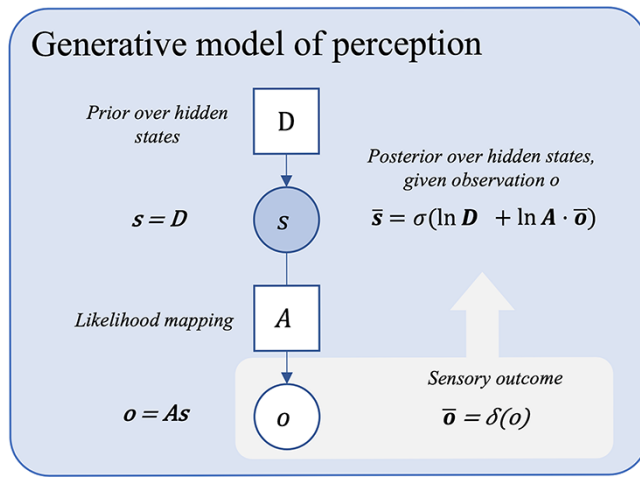 Generative model of perception
Prior over hidden
states
D
Posterior over hidden states,
given observation o
s = D
s
s̅ = σ(ln D + ln A · o̅)
Likelihood mapping
A
Sensory outcome
o = As
o
o̅ = δ(o)